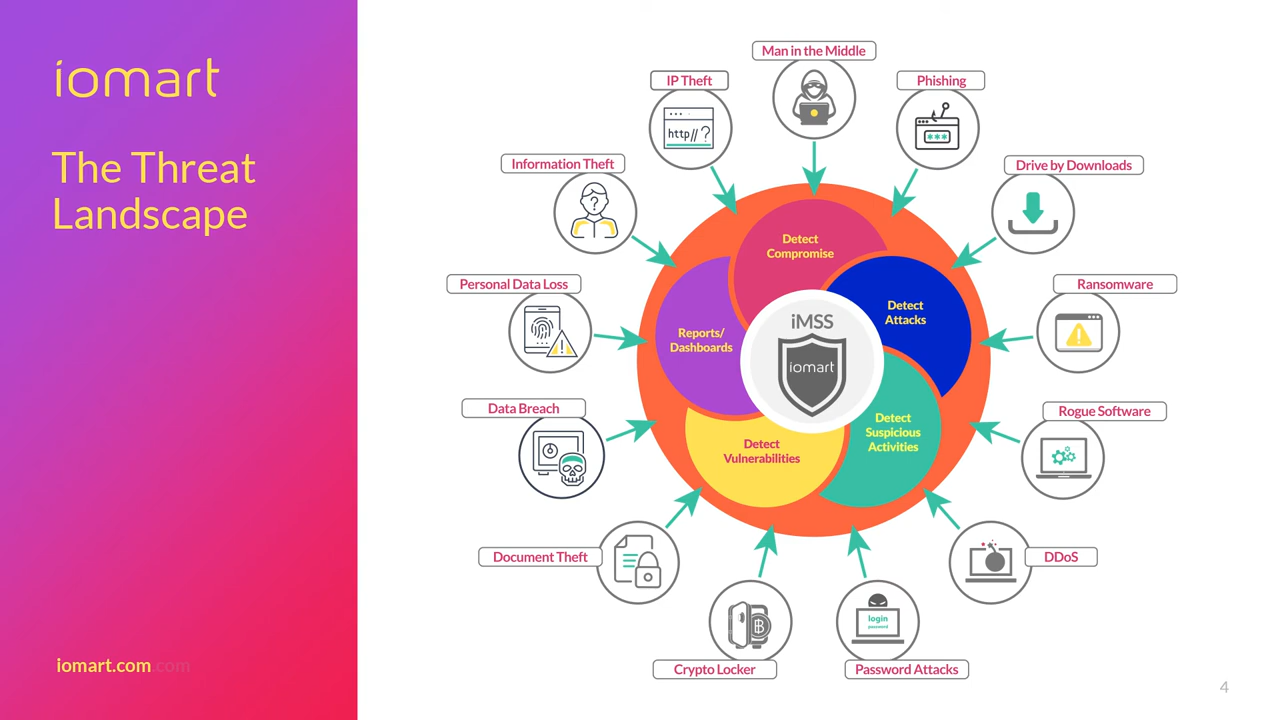 iomart
The Threat
Landscape
iomart.com.com
Man in the Middle
IP Theft
http// ?
Phishing
***
Information Theft
?
Drive by Downloads
Personal Data Loss
!
Ransomware
!
Data Breach
Rogue Software
Document Theft
DDoS
Crypto Locker
Password Attacks
login
password
Detect
Compromise
Detect
Attacks
Reports/
Dashboards
iMSS
iomart
Detect
Suspicious
Activities
Detect
Vulnerabilities
4